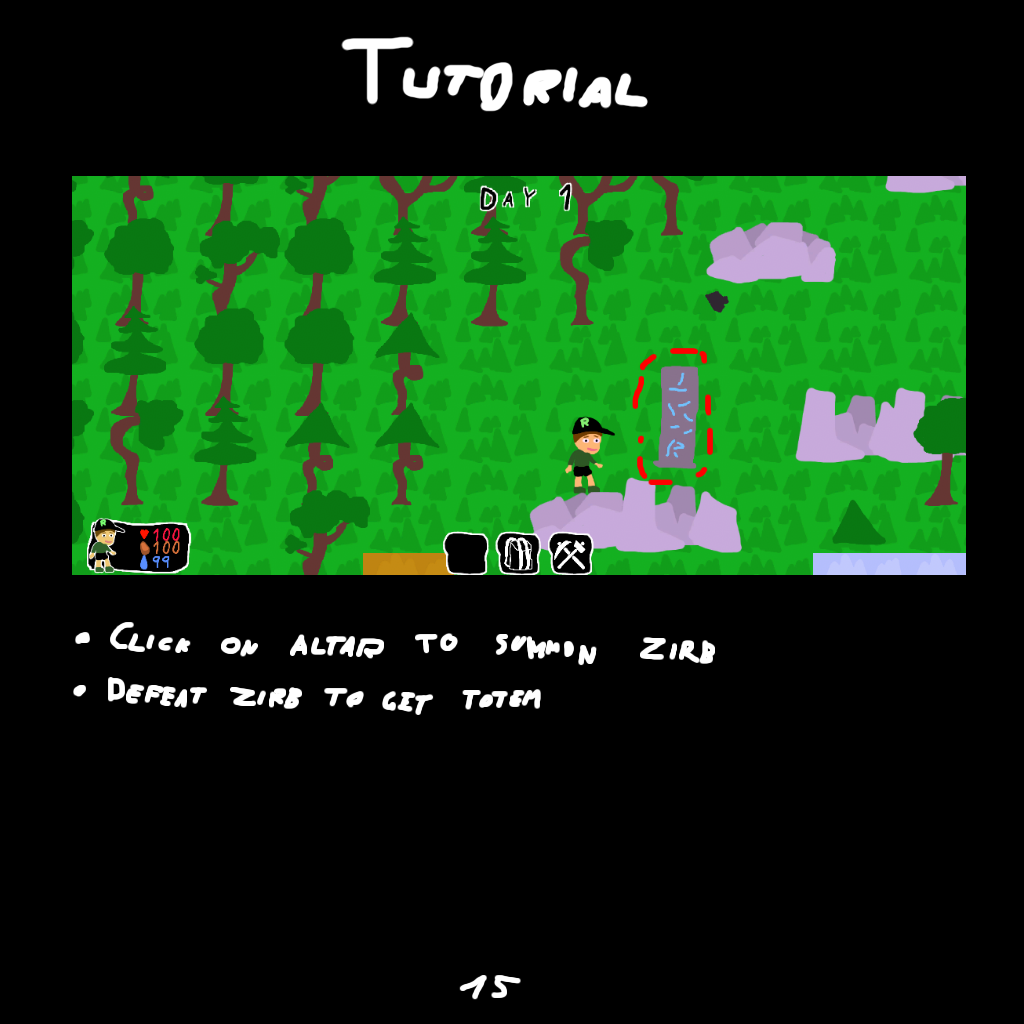 TUTORIAL
DAY 1
R
R
100
100
99
• CLICK ON ALTAR TO SUMMON ZIRB
• DEFEAT ZIRB TO GET TOTEM
15